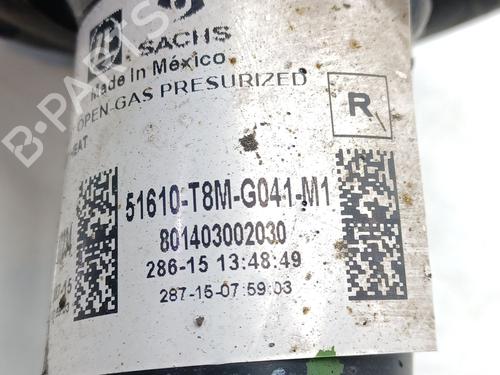 SACHS
Made In México
OPEN-GAS PRESURIZED
R
51610-T8M-G041-M1
801403002030
286-15 13:48:49
287-15-07:59:03
B-PARTS